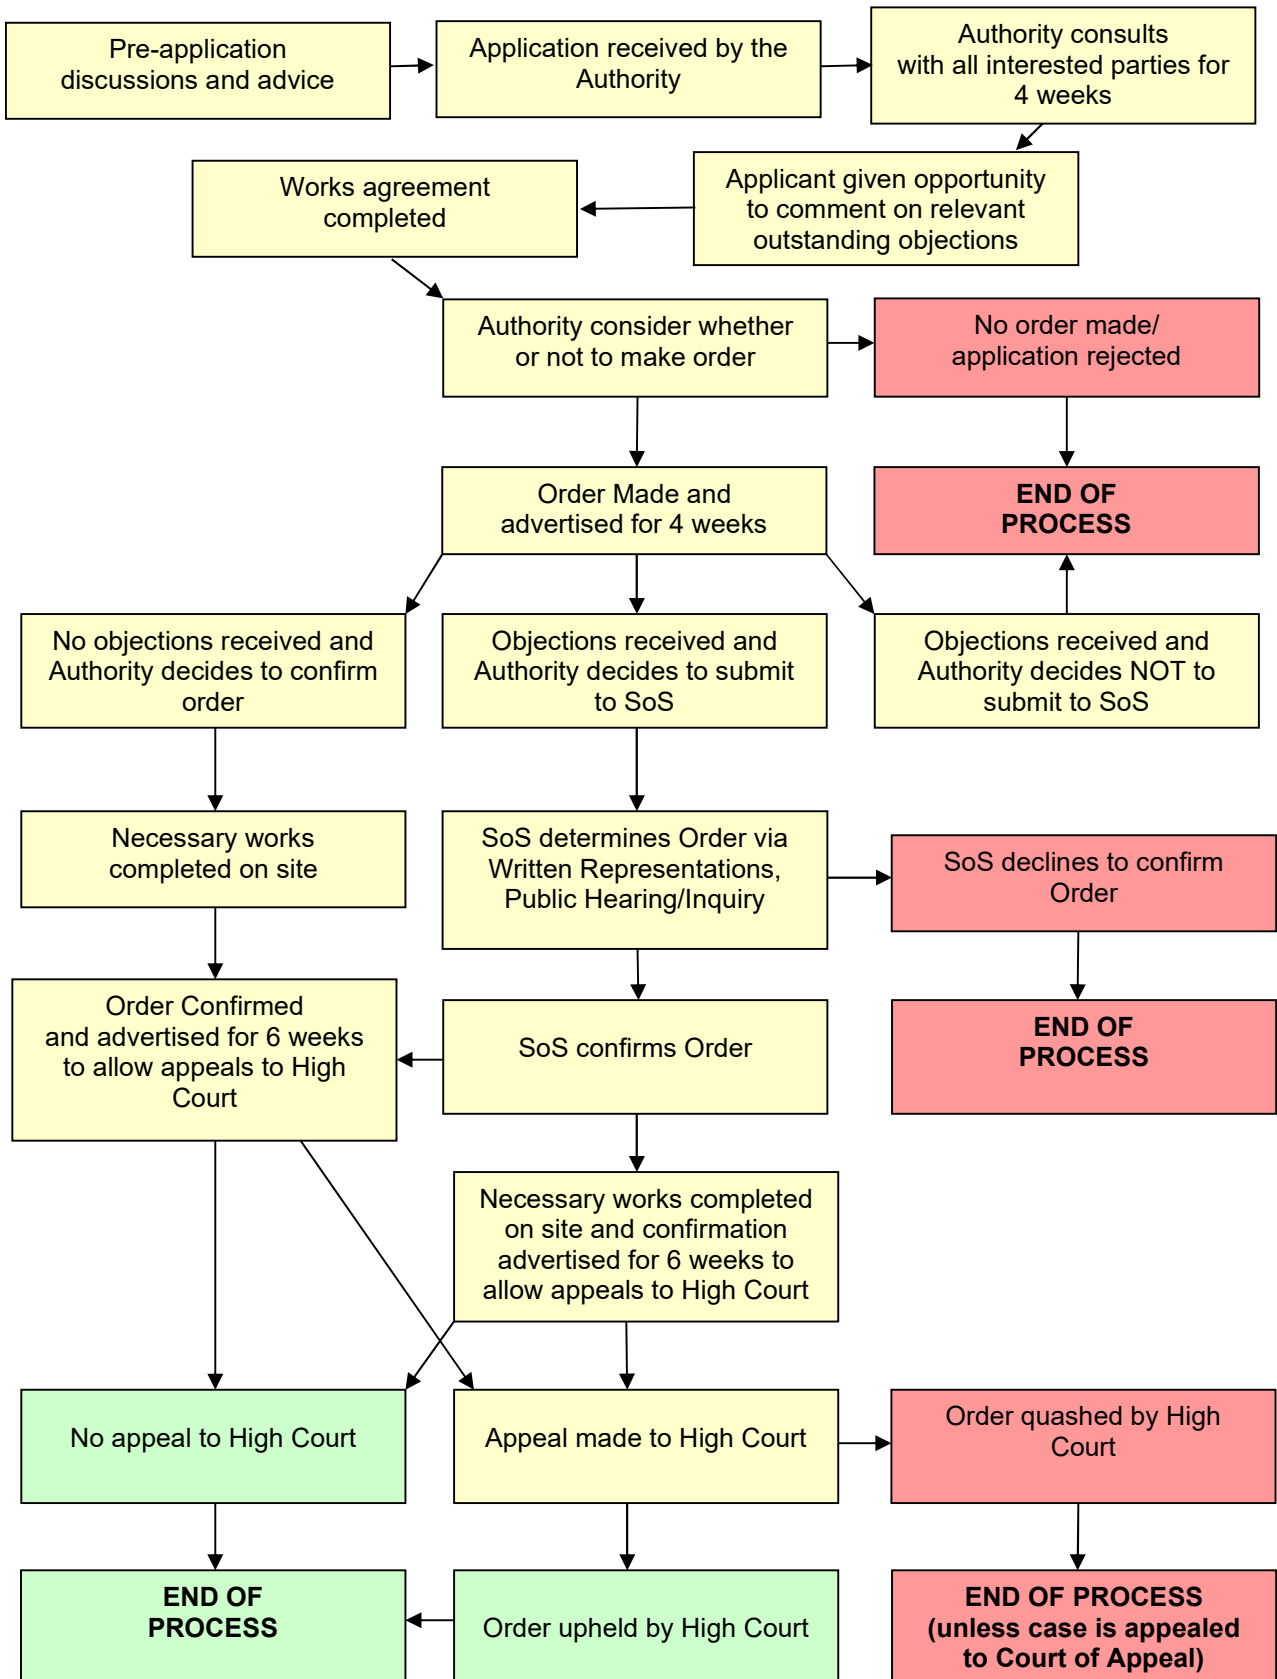 Pre-application
discussions and advice
Application received by the
Authority
Authority consults
with all interested parties for
4 weeks
Applicant given opportunity
to comment on relevant
outstanding objections
Works agreement
completed
Authority consider whether
or not to make order
No order made/
application rejected
Order Made and
advertised for 4 weeks
END OF
PROCESS
No objections received and
Authority decides to confirm
order
Objections received and
Authority decides to submit
to SoS
Objections received and
Authority decides NOT to
submit to SoS
Necessary works
completed on site
SoS determines Order via
Written Representations,
Public Hearing/Inquiry
SoS declines to confirm
Order
Order Confirmed
and advertised for 6 weeks
to allow appeals to High
Court
SoS confirms Order
END OF
PROCESS
Necessary works completed
on site and confirmation
advertised for 6 weeks to
allow appeals to High Court
No appeal to High Court
Appeal made to High Court
Order quashed by High
Court
END OF
PROCESS
Order upheld by High Court
END OF PROCESS
(unless case is appealed
to Court of Appeal)